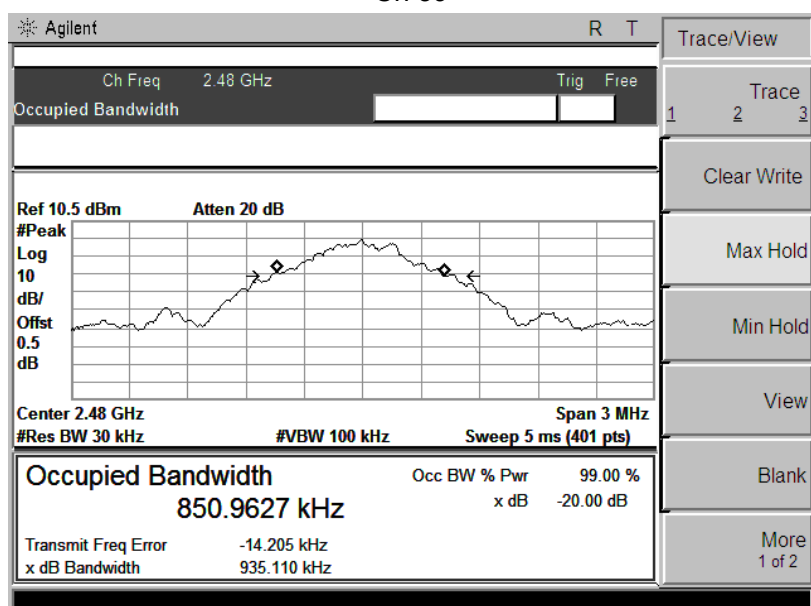 Agilent R T
Trace/View
Ch Freq 2.48 GHz Trig Free
Occupied Bandwidth
Trace
1 2 3
Clear Write
Max Hold
Min Hold
View
Blank
More
1 of 2
Ref 10.5 dBm Atten 20 dB
#Peak
Log
10
dB/
Offst
0.5
dB
Center 2.48 GHz Span 3 MHz
#Res BW 30 kHz #VBW 100 kHz Sweep 5 ms (401 pts)
Occupied Bandwidth Occ BW % Pwr 99.00 %
850.9627 kHz x dB -20.00 dB
Transmit Freq Error -14.205 kHz
x dB Bandwidth 935.110 kHz